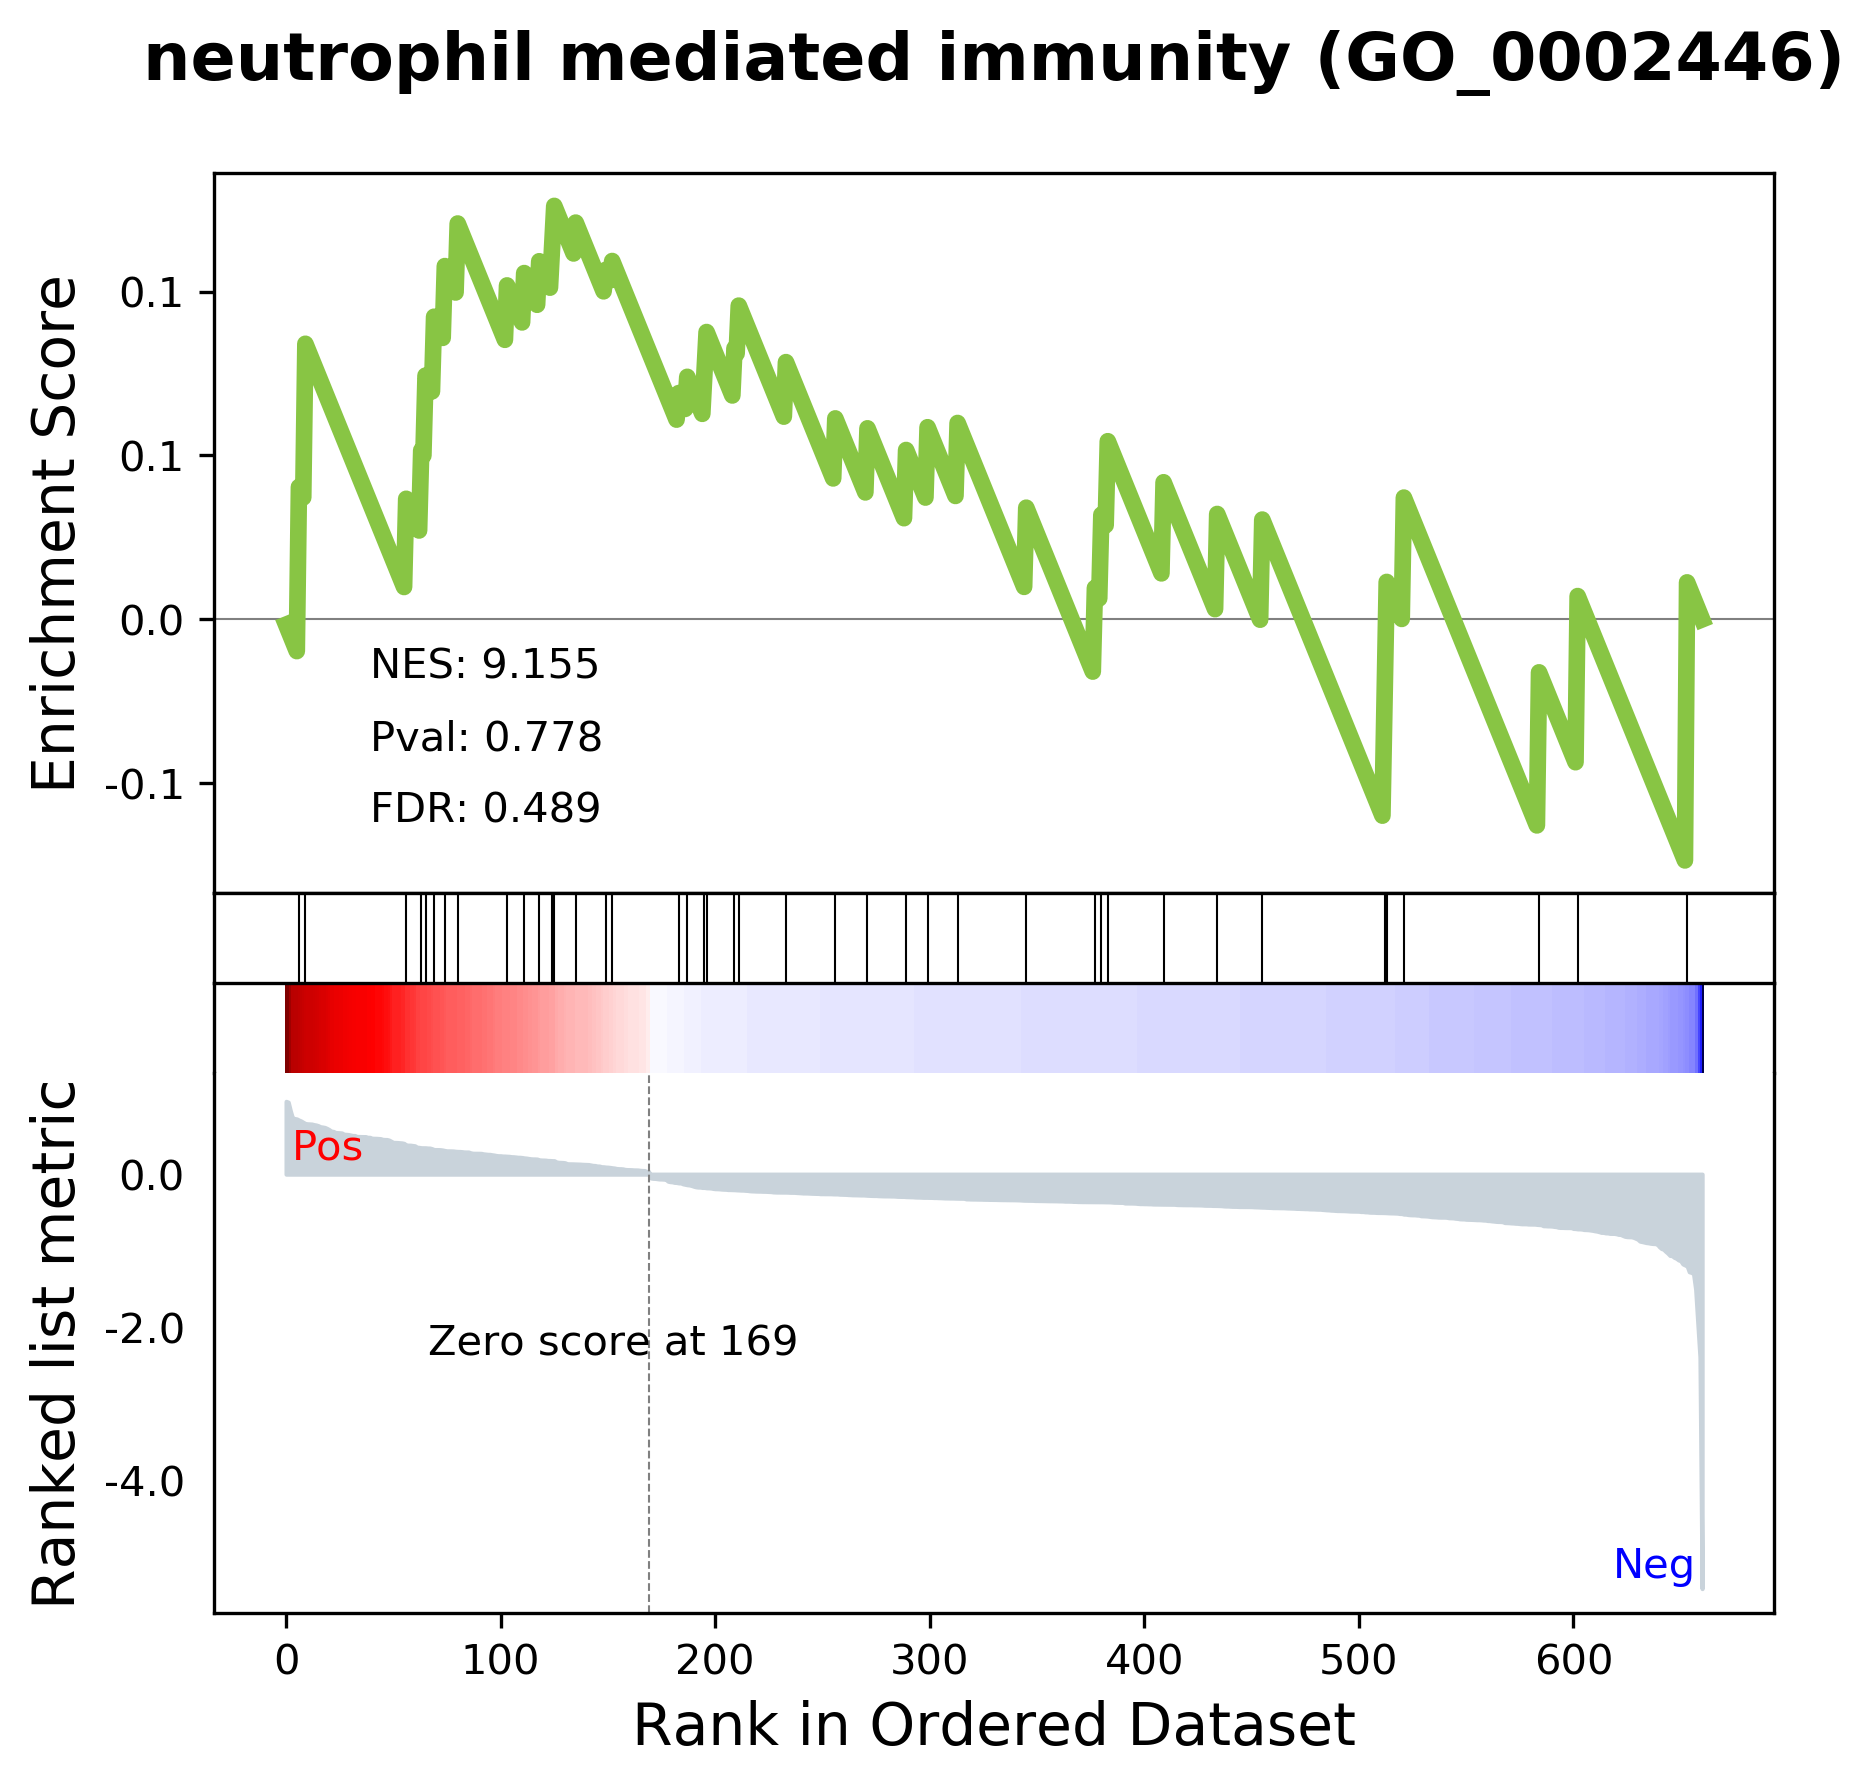 neutrophil mediated immunity (GO_0002446)
Enrichment Score
0.1
0.1
0.0
-0.1
NES: 9.155
Pval: 0.778
FDR: 0.489
Ranked list metric
Pos
0.0
-2.0
-4.0
Zero score at 169
Neg
0 100 200 300 400 500 600
Rank in Ordered Dataset